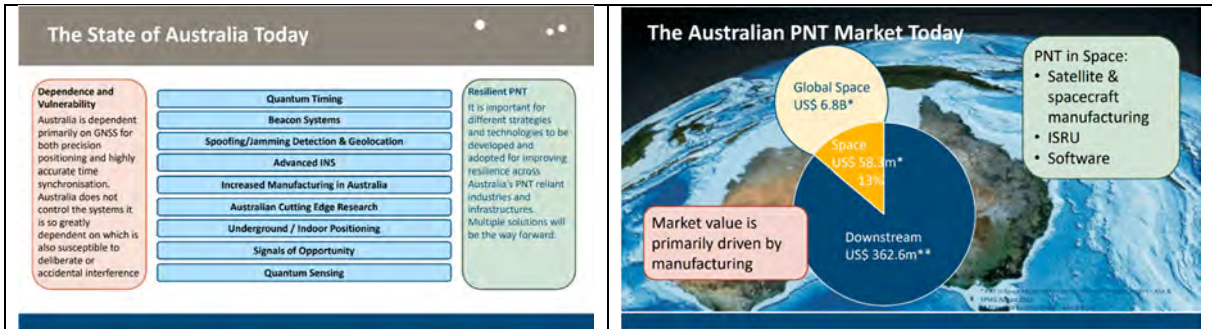 The State of Australia Today
Dependence and
Vulnerability
Australia is dependent
primarily on GNSS for
both precision
positioning and highly
accurate time
synchronisation.
Australia does not
control the systems it
is so greatly
dependent on which is
also susceptible to
deliberate or
accidental interference
Quantum Timing
Beacon Systems
Spoofing/Jamming Detection & Geolocation
Advanced INS
Increased Manufacturing in Australia
Australian Cutting Edge Research
Underground / Indoor Positioning
Signals of Opportunity
Quantum Sensing
Resilient PNT
It is important for
different strategies
and technologies to be
developed and
adopted for improving
resilience across
Australia's PNT reliant
industries and
infrastructures.
Multiple solutions will
be the way forward.
The Australian PNT Market Today
Global Space
US$ 6.8B*
Space
US$ 58.3m*
13%
Downstream
US$ 362.6m**
Market value is
primarily driven by
manufacturing
PNT in Space:
• Satellite &
spacecraft
manufacturing
• ISRU
• Software